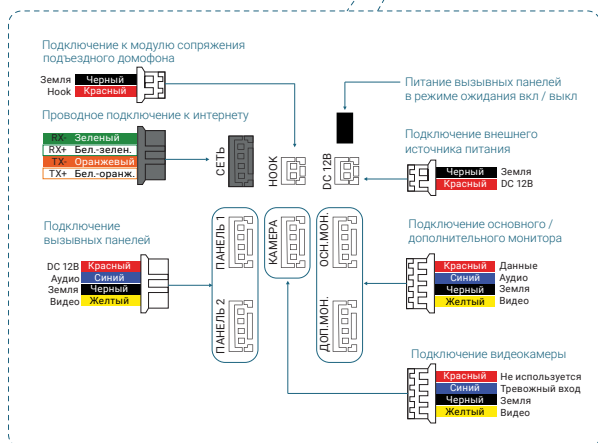 Подключение к модулю сопряжения
подъездного домофона
Земля Черный
Hook Красный
Питание вызывных панелей
в режиме ожидания вкл / выкл
Проводное подключение к интернету
RX- Зеленый
RX+ Бел.-зелен.
TX- Оранжевый
TX+ Бел.-оранж.
СЕТЬ
HOOK
DC 12В
Подключение внешнего
источника питания
Черный Земля
Красный DC 12В
Подключение
вызывных панелей
DC 12В Красный
Аудио Синий
Земля Черный
Видео Желтый
ПАНЕЛЬ 1
ПАНЕЛЬ 2
КАМЕРА
ОСН.МОН.
ДОП.МОН.
Подключение основного /
дополнительного монитора
Красный Данные
Синий Аудио
Черный Земля
Желтый Видео
Подключение видеокамеры
Красный Не используется
Синий Тревожный вход
Черный Земля
Желтый Видео